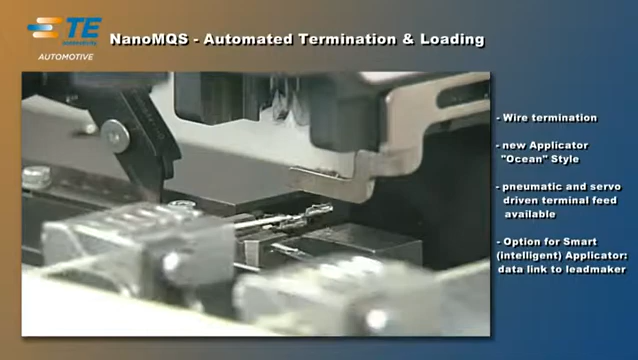 TE
connectivity
AUTOMOTIVE
NanoMQS - Automated Termination & Loading
- Wire termination
- new Applicator
"Ocean" Style
- pneumatic and servo
driven terminal feed
available
- Option for Smart
(intelligent) Applicator:
data link to leadmaker